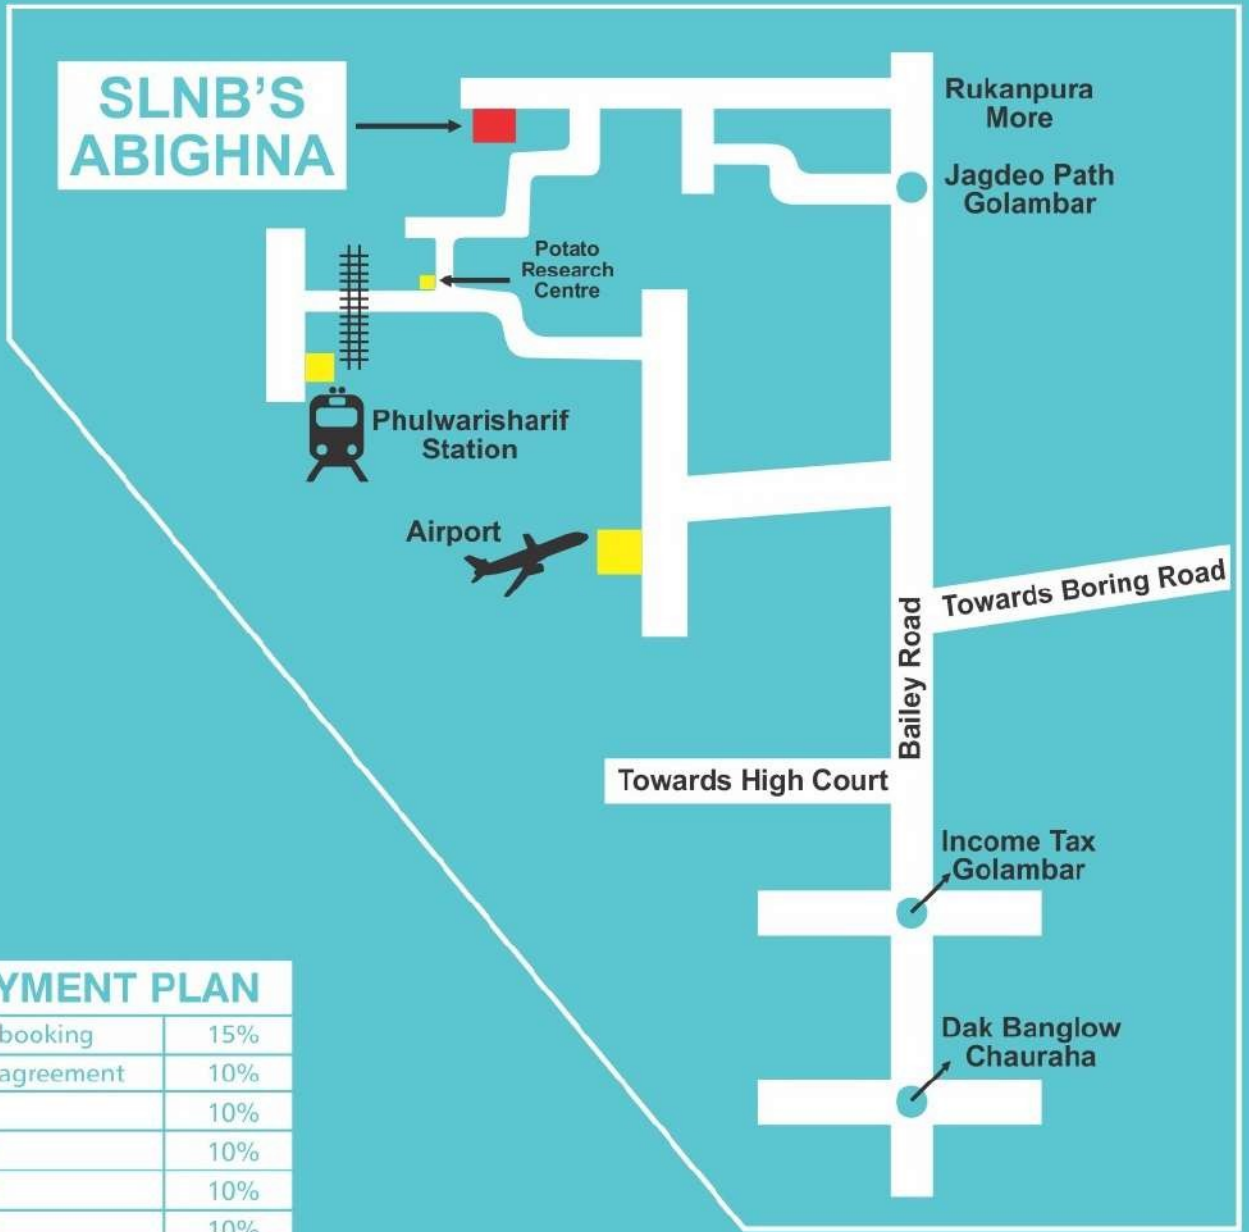 SLNB'S
ABIGHNA
Rukanpura
More
Jagdeo Path
Golambar
Potato
Research
Centre
Phulwarisharif
Station
Airport
Towards Boring Road
Bailey Road
Towards High Court
Income Tax
Golambar
Dak Banglow
Chauraha
YMENT PLAN
booking 15%
agreement 10%
10%
10%
10%
10%